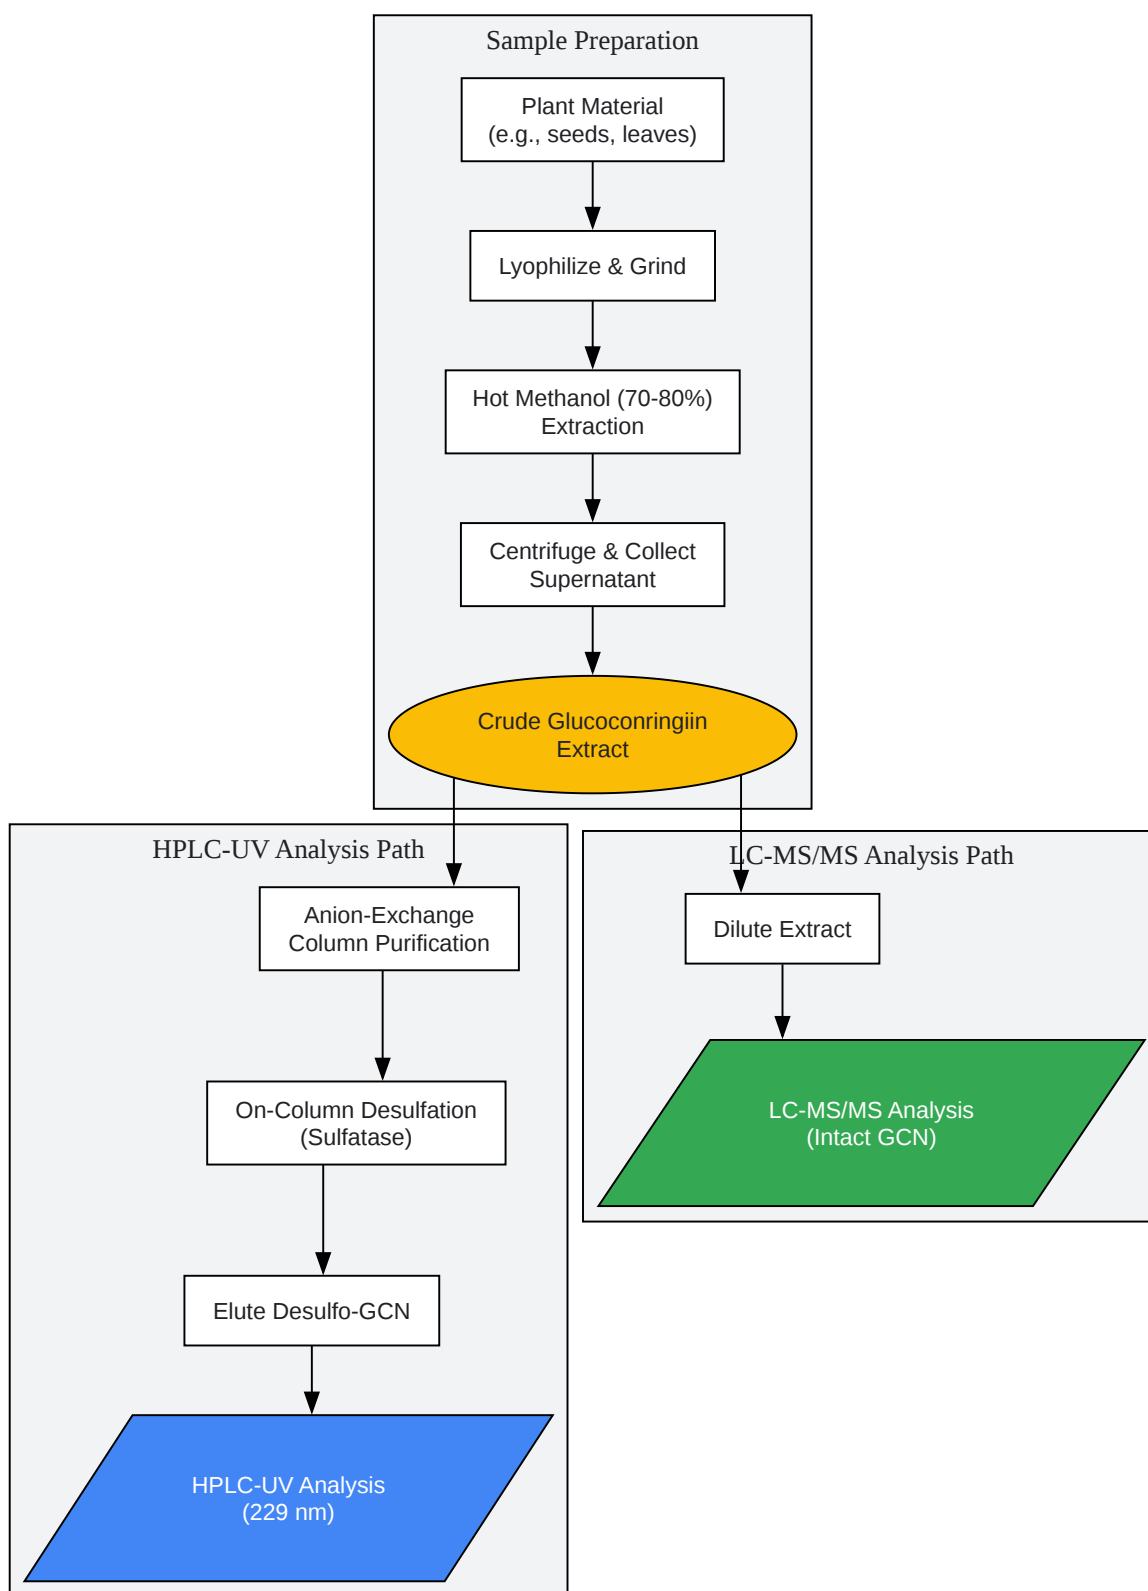 Sample Preparation
Plant Material
(e.g., seeds, leaves)
Lyophilize & Grind
Hot Methanol (70-80%)
Extraction
Centrifuge & Collect
Supernatant
Crude Glucoconringiin
Extract
HPLC-UV Analysis Path
Anion-Exchange
Column Purification
On-Column Desulfation
(Sulfatase)
Elute Desulfo-GCN
HPLC-UV Analysis
(229 nm)
LC-MS/MS Analysis Path
Dilute Extract
LC-MS/MS Analysis
(Intact GCN)